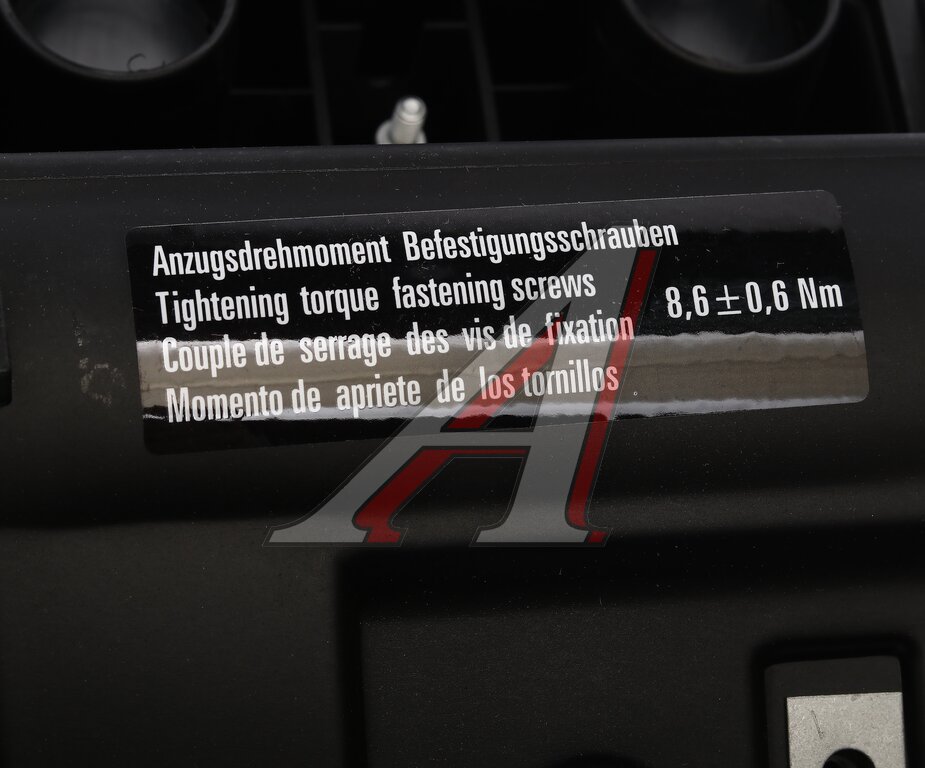 Anzugsdrehmoment Befestigungsschrauben
Tightening torque fastening screws
Couple de serrage des vis de fixation
Momento de apriete de los tornillos
8,6±0,6 Nm